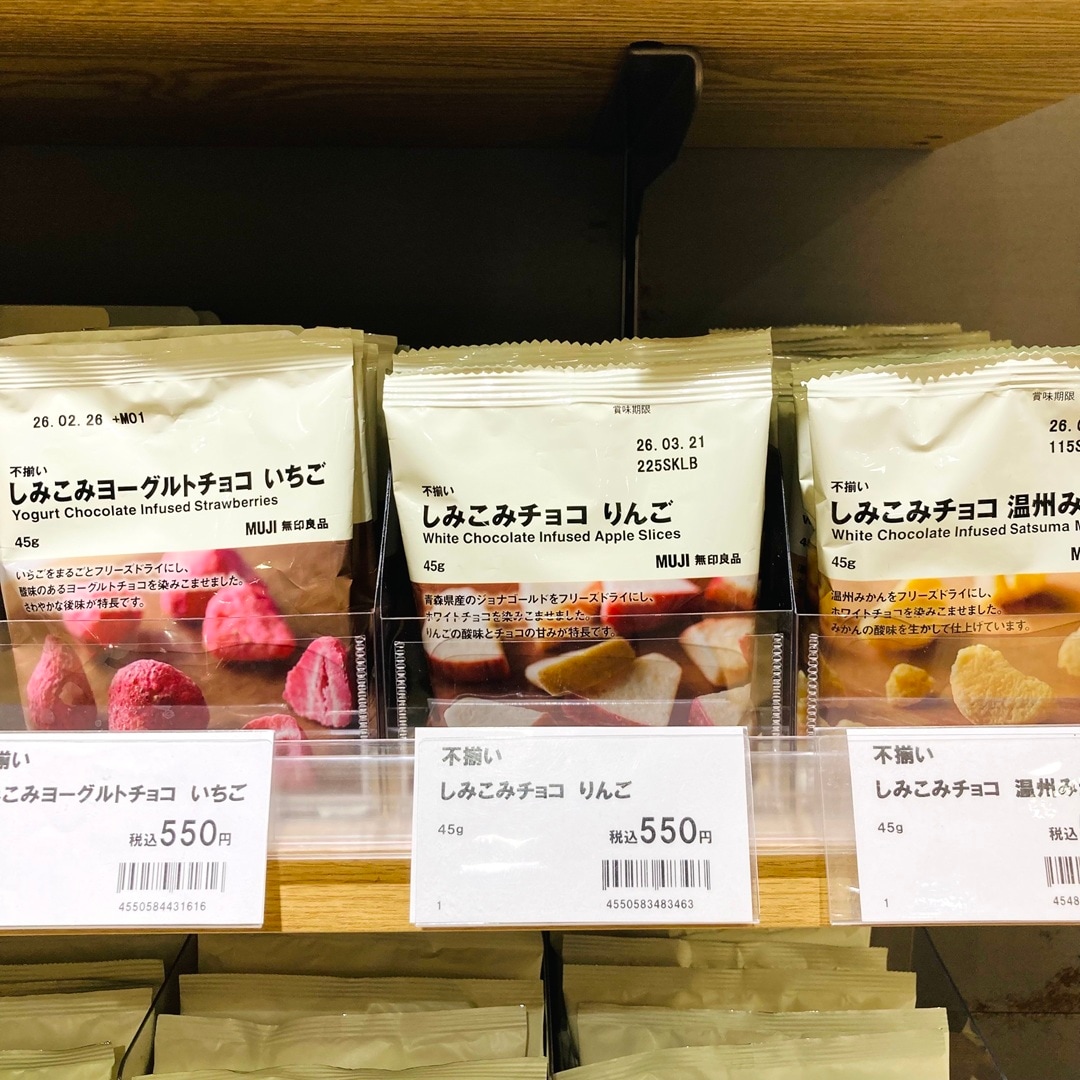 26.02.26 +M01
不揃い
しみこみヨーグルトチョコ いちご
Yogurt Chocolate Infused Strawberries
MUJI 無印良品
45g
いちごをまるごとフリーズドライにし、
酸味のあるヨーグルトチョコを染みこませました。
さわやかな後味が特長です。
賞味期限
26.03.21
225SKLB
不揃い
しみこみチョコ りんご
White Chocolate Infused Apple Slices
MUJI 無印良品
45g
青森県産のジョナゴールドをフリーズドライにし、
ホワイトチョコを染みこませました。
りんごの酸味とチョコの甘みが特長です。
賞味期限
26.
115S
不揃い
しみこみチョコ 温州み
White Chocolate Infused Satsuma M
45g
温州みかんをフリーズドライにし、
ホワイトチョコを染みこませました。
みかんの酸味を生かして仕上げています。
揃い
こみヨーグルトチョコ いちご
税込550円
4550584431616
不揃い
しみこみチョコ りんご
45g
税込550円
1
4550583483463
不揃い
しみこみチョコ 温州み
45g
税込
1
4548